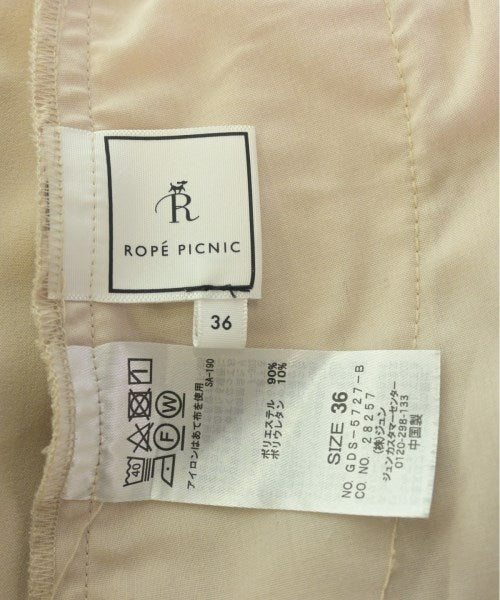 R
ROPÉ PICNIC
36
40
F
W
アイロンはあて布を使用
SA-190
ポリエステル 90%
ポリウレタン 10%
SIZE 36
NO. GDS-5727-B
CO. NO. 28257
(株)ジュン
ジュンカスタマーセンター
0120-298-133
中国製